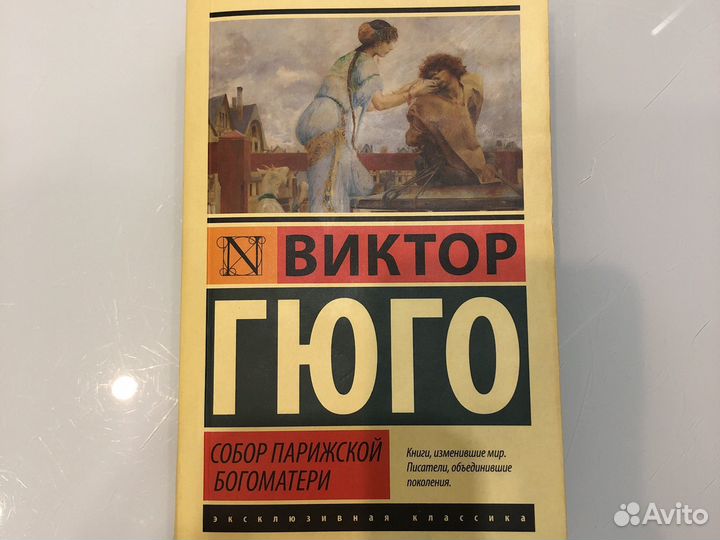 N ВИКТОР
ГЮГО
СОБОР ПАРИЖСКОЙ
БОГОМАТЕРИ
Книги, изменившие мир.
Писатели, объединившие
поколения.
эксклюзивная классика
Avito